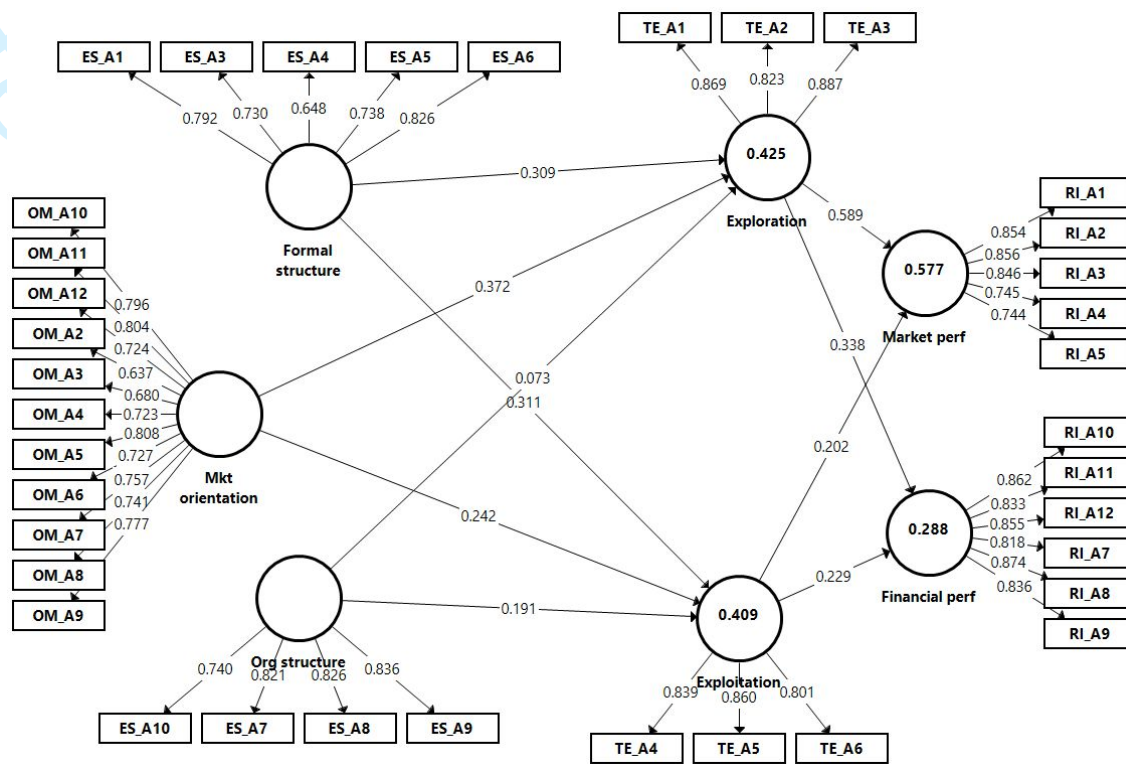 TE_A1 TE_A2 TE_A3
ES_A1 ES_A3 ES_A4 ES_A5 ES_A6
0.869 0.823 0.887
0.792 0.730 0.648 0.738 0.826
0.425
Exploration
0.309
Formal
structure
0.589
RI_A1
RI_A2
RI_A3
RI_A4
RI_A5
0.854
0.856
0.846
0.745
0.744
0.577
Market perf
OM_A10
OM_A11
OM_A12
OM_A2
OM_A3
OM_A4
OM_A5
OM_A6
OM_A7
OM_A8
OM_A9
0.796
0.804
0.724
0.637
0.680
0.723
0.808
0.727
0.757
0.741
0.777
0.372
0.338
0.073
0.311
Mkt
orientation
0.202
0.242
RI_A10
RI_A11
RI_A12
RI_A7
RI_A8
RI_A9
0.862
0.833
0.855
0.818
0.874
0.836
0.288
Financial perf
0.229
0.191
0.409
Exploitation
Org structure
0.740 0.821 0.826 0.836
0.839 0.860 0.801
ES_A10 ES_A7 ES_A8 ES_A9
TE_A4 TE_A5 TE_A6